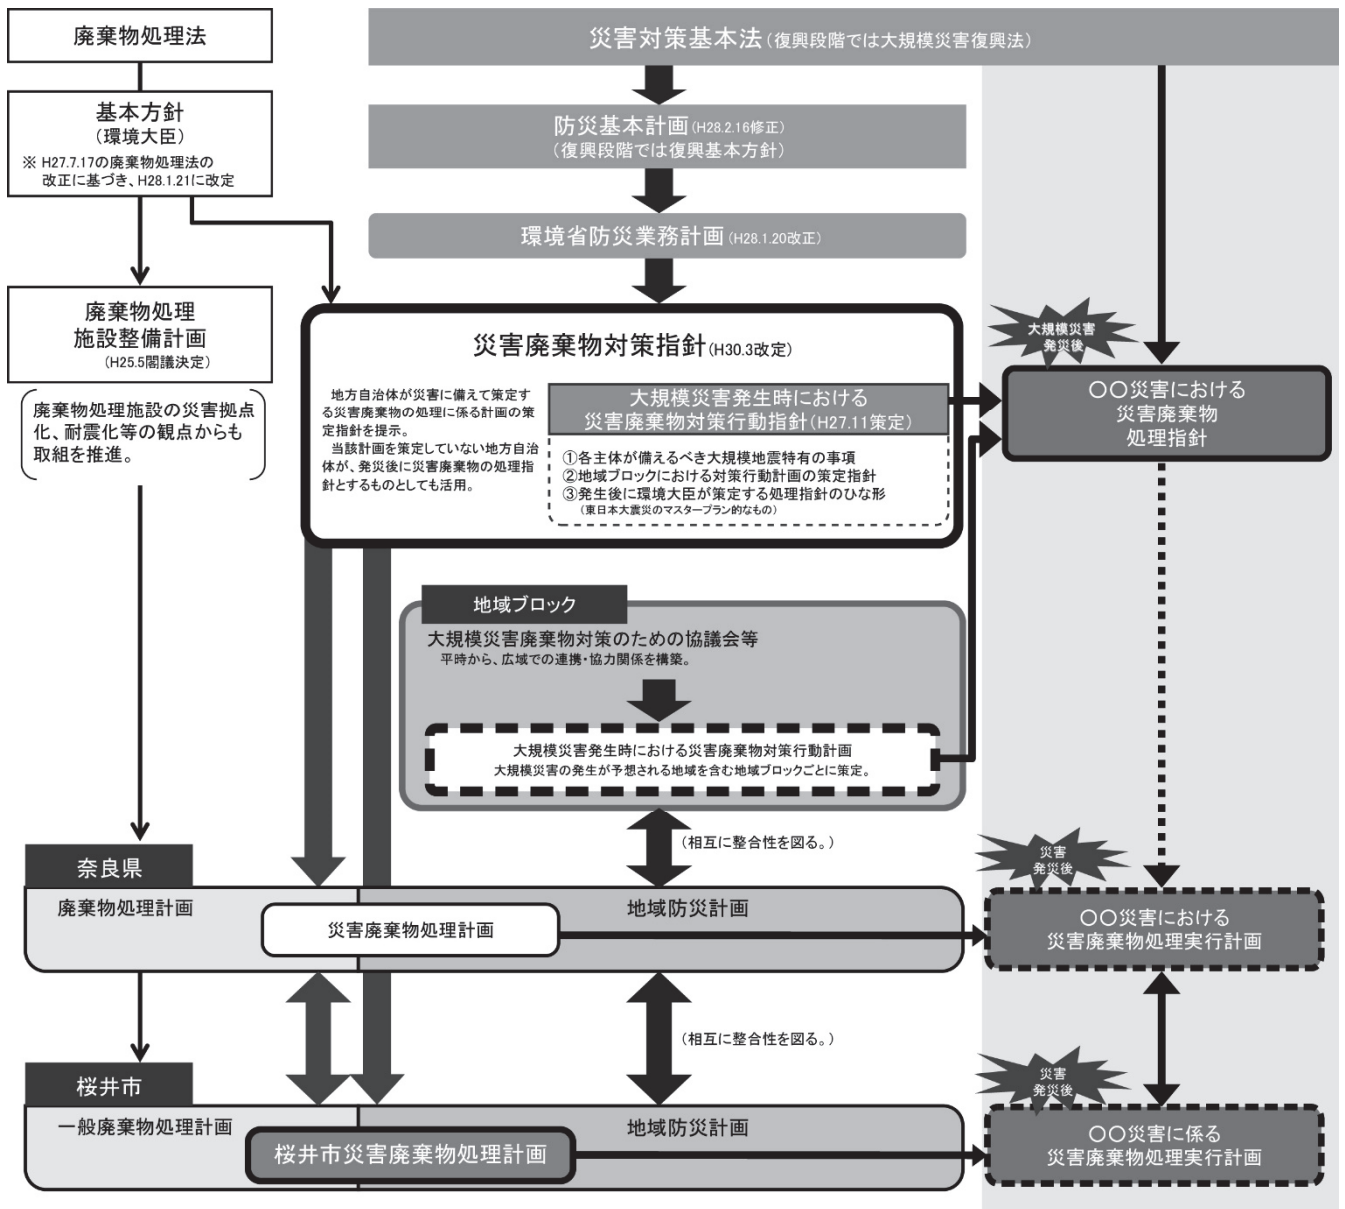 廃棄物処理法
基本方針
(環境大臣)
※ H27.7.17の廃棄物処理法の
改正に基づき、H28.1.21に改定
廃棄物処理
施設整備計画
(H25.5閣議決定)
廃棄物処理施設の災害拠点
化、耐震化等の観点からも
取組を推進。
災害対策基本法(復興段階では大規模災害復興法)
防災基本計画(H28.2.16修正)
(復興段階では復興基本方針)
環境省防災業務計画(H28.1.20改正)
災害廃棄物対策指針(H30.3改定)
地方自治体が災害に備えて策定す
る災害廃棄物の処理に係る計画の策
定指針を提示。
当該計画を策定していない地方自治
体が、発災後に災害廃棄物の処理指
針とするものとしても活用。
大規模災害発生時における
災害廃棄物対策行動指針(H27.11策定)
①各主体が備えるべき大規模地震特有の事項
②地域ブロックにおける対策行動計画の策定指針
③発生後に環境大臣が策定する処理指針のひな形
(東日本大震災のマスタープラン的なもの)
大規模災害
発災後
〇〇災害における
災害廃棄物
処理指針
地域ブロック
大規模災害廃棄物対策のための協議会等
平時から、広域での連携・協力関係を構築。
大規模災害発生時における災害廃棄物対策行動計画
大規模災害の発生が予想される地域を含む地域ブロックごとに策定。
(相互に整合性を図る。)
奈良県
廃棄物処理計画
災害廃棄物処理計画
地域防災計画
災害
発災後
〇〇災害における
災害廃棄物処理実行計画
(相互に整合性を図る。)
桜井市
一般廃棄物処理計画
桜井市災害廃棄物処理計画
地域防災計画
災害
発災後
〇〇災害に係る
災害廃棄物処理実行計画